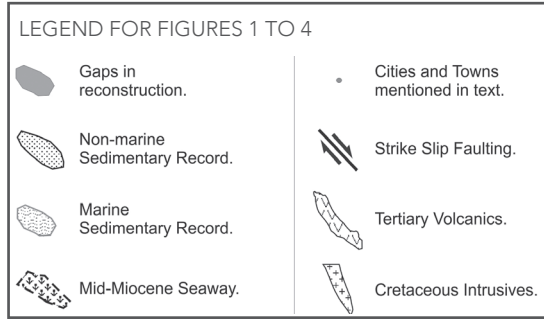 LEGEND FOR FIGURES 1 TO 4
Gaps in
reconstruction.
Non-marine
Sedimentary Record.
Marine
Sedimentary Record.
Mid-Miocene Seaway.
Cities and Towns
mentioned in text.
Strike Slip Faulting.
Tertiary Volcanics.
Cretaceous Intrusives.